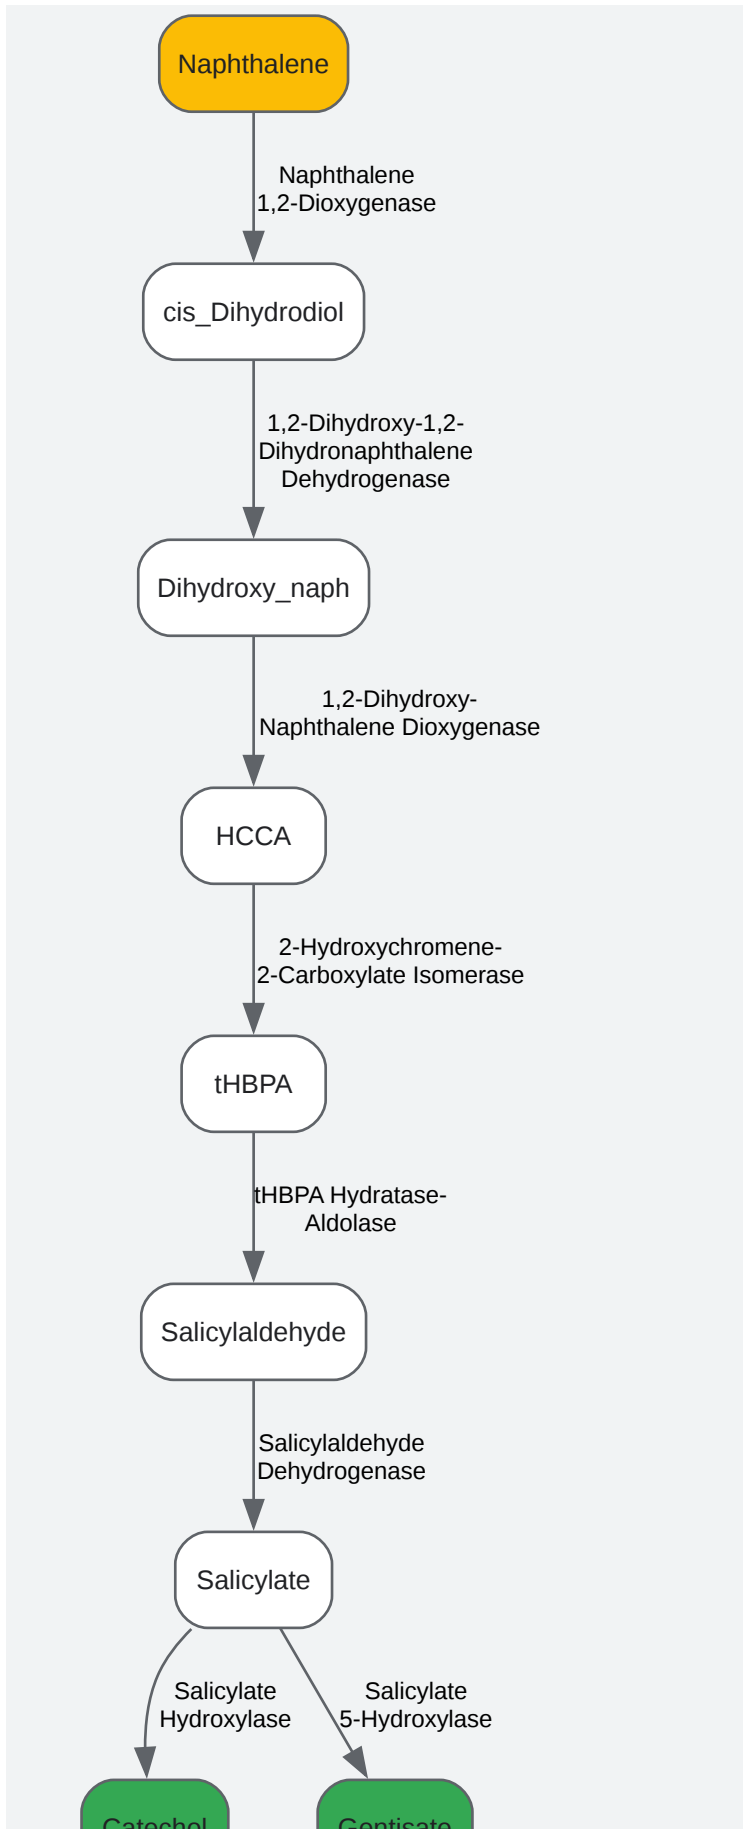 Naphthalene
Naphthalene
1,2-Dioxygenase
cis_Dihydrodiol
1,2-Dihydroxy-1,2-
Dihydronaphthalene
Dehydrogenase
Dihydroxy_naph
1,2-Dihydroxy-
Naphthalene Dioxygenase
HCCA
2-Hydroxychromene-
2-Carboxylate Isomerase
tHBPA
tHBPA Hydratase-
Aldolase
Salicylaldehyde
Salicylaldehyde
Dehydrogenase
Salicylate
Salicylate
Hydroxylase
Salicylate
5-Hydroxylase
Catechol
Gentisate